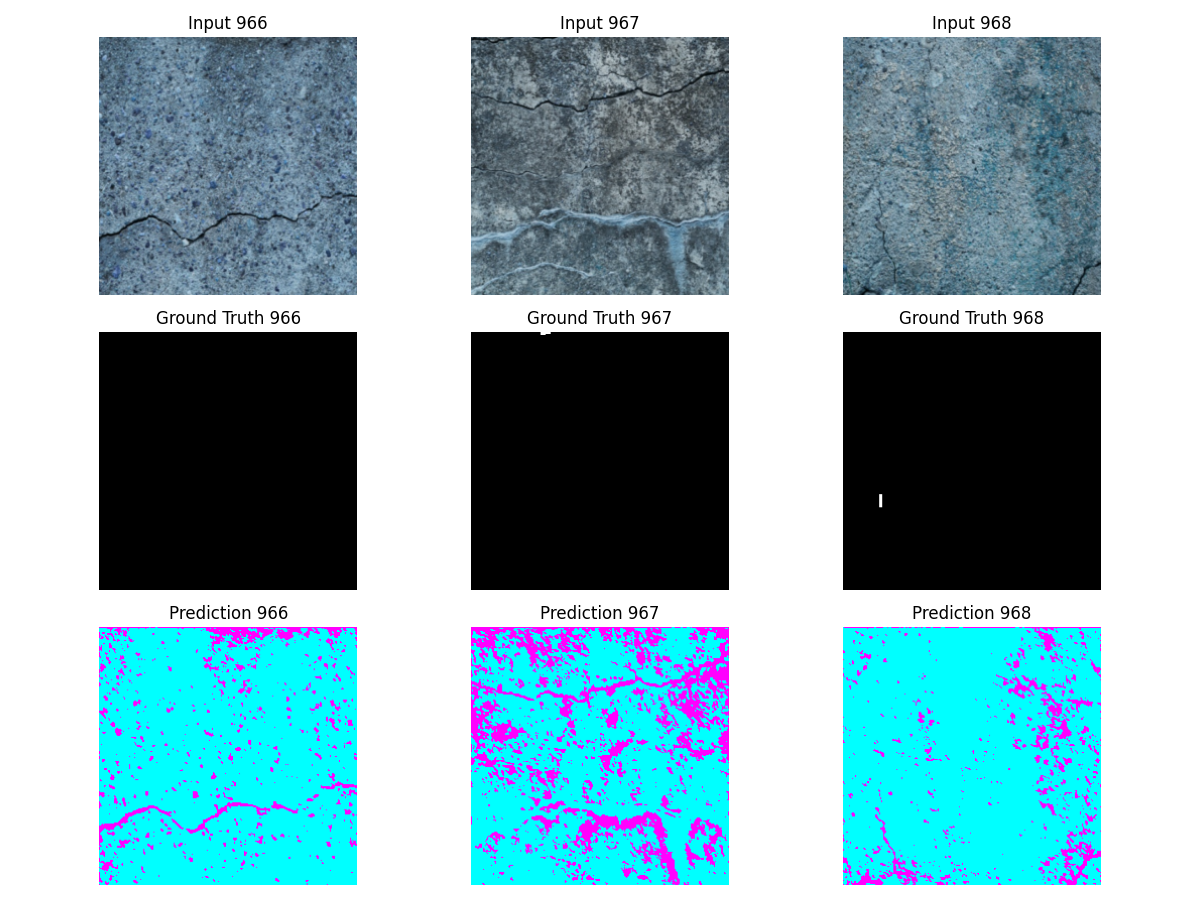 Input 966
Input 967
Input 968
Ground Truth 966
Ground Truth 967
Ground Truth 968
Prediction 966
Prediction 967
Prediction 968